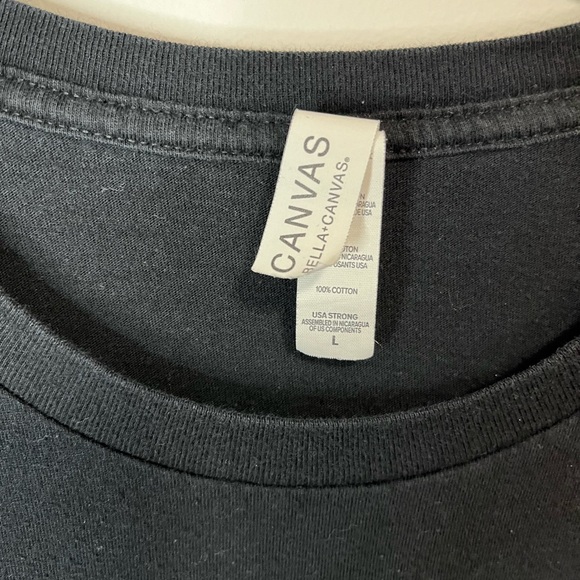 CANVAS
BELLA+CANVAS®
100% COTTON
USA STRONG
ASSEMBLED IN NICARAGUA
OF US COMPONENTS
L